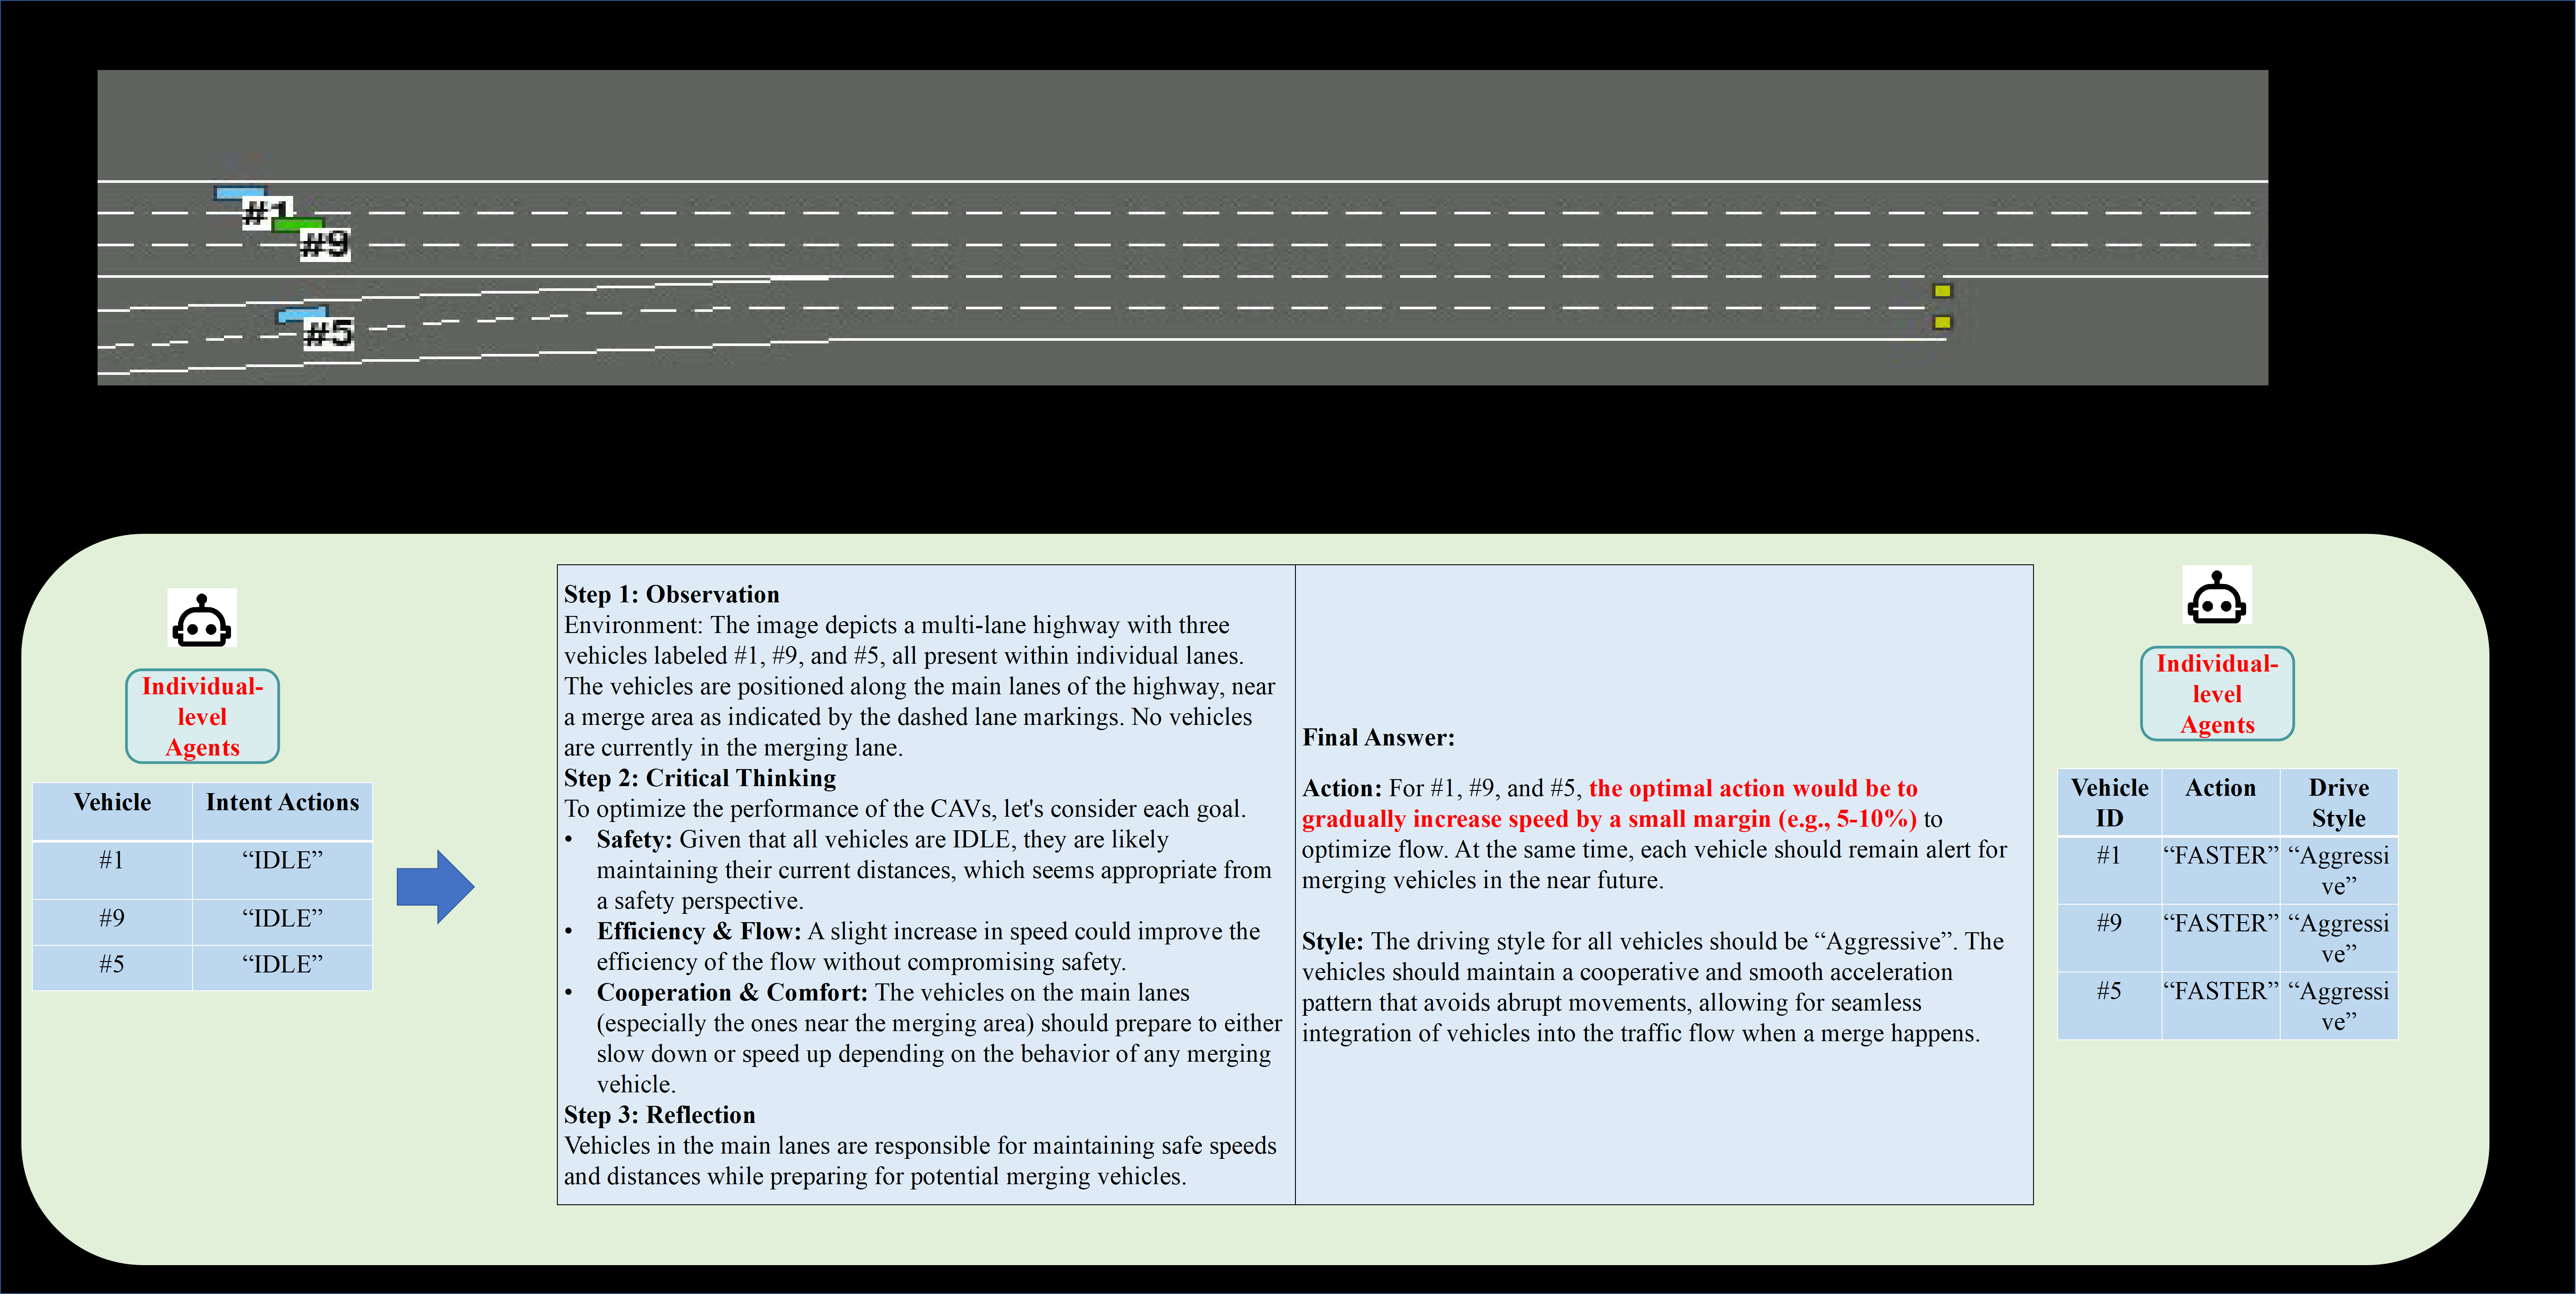 #1
#9
#5
Individual-
level
Agents
Vehicle Intent Actions
#1 “IDLE”
#9 “IDLE”
#5 “IDLE”
Step 1: Observation
Environment: The image depicts a multi-lane highway with three
vehicles labeled #1, #9, and #5, all present within individual lanes.
The vehicles are positioned along the main lanes of the highway, near
a merge area as indicated by the dashed lane markings. No vehicles
are currently in the merging lane.
Step 2: Critical Thinking
To optimize the performance of the CAVs, let's consider each goal.
• Safety: Given that all vehicles are IDLE, they are likely
maintaining their current distances, which seems appropriate from
a safety perspective.
• Efficiency & Flow: A slight increase in speed could improve the
efficiency of the flow without compromising safety.
• Cooperation & Comfort: The vehicles on the main lanes
(especially the ones near the merging area) should prepare to either
slow down or speed up depending on the behavior of any merging
vehicle.
Step 3: Reflection
Vehicles in the main lanes are responsible for maintaining safe speeds
and distances while preparing for potential merging vehicles.
Final Answer:
Action: For #1, #9, and #5, the optimal action would be to
gradually increase speed by a small margin (e.g., 5-10%) to
optimize flow. At the same time, each vehicle should remain alert for
merging vehicles in the near future.
Style: The driving style for all vehicles should be “Aggressive”. The
vehicles should maintain a cooperative and smooth acceleration
pattern that avoids abrupt movements, allowing for seamless
integration of vehicles into the traffic flow when a merge happens.
Individual-
level
Agents
Vehicle Action Drive
ID Style
#1 “FASTER” “Aggressi
ve”
#9 “FASTER” “Aggressi
ve”
#5 “FASTER” “Aggressi
ve”